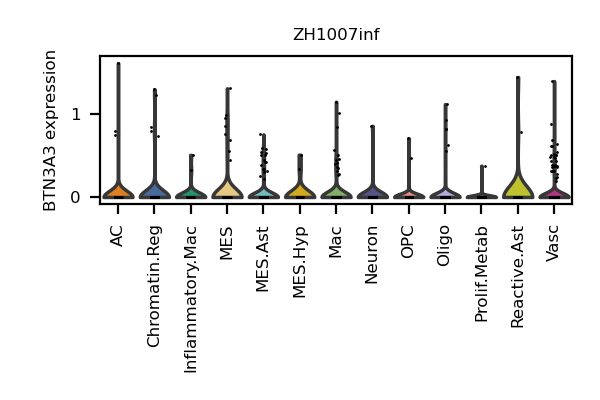 ZH1007inf
BTN3A3 expression
1
0
AC
Chromatin.Reg
Inflammatory.Mac
MES
MES.Ast
MES.Hyp
Mac
Neuron
OPC
Oligo
Prolif.Metab
Reactive.Ast
Vasc